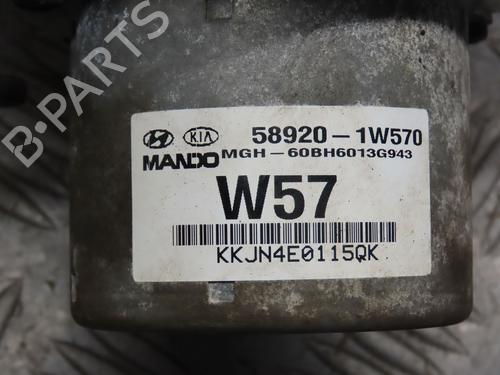 KIA 58920-1W570
MANDO MGH-60BH6013G943
W57
KKJN4E0115QK
B-PARTS